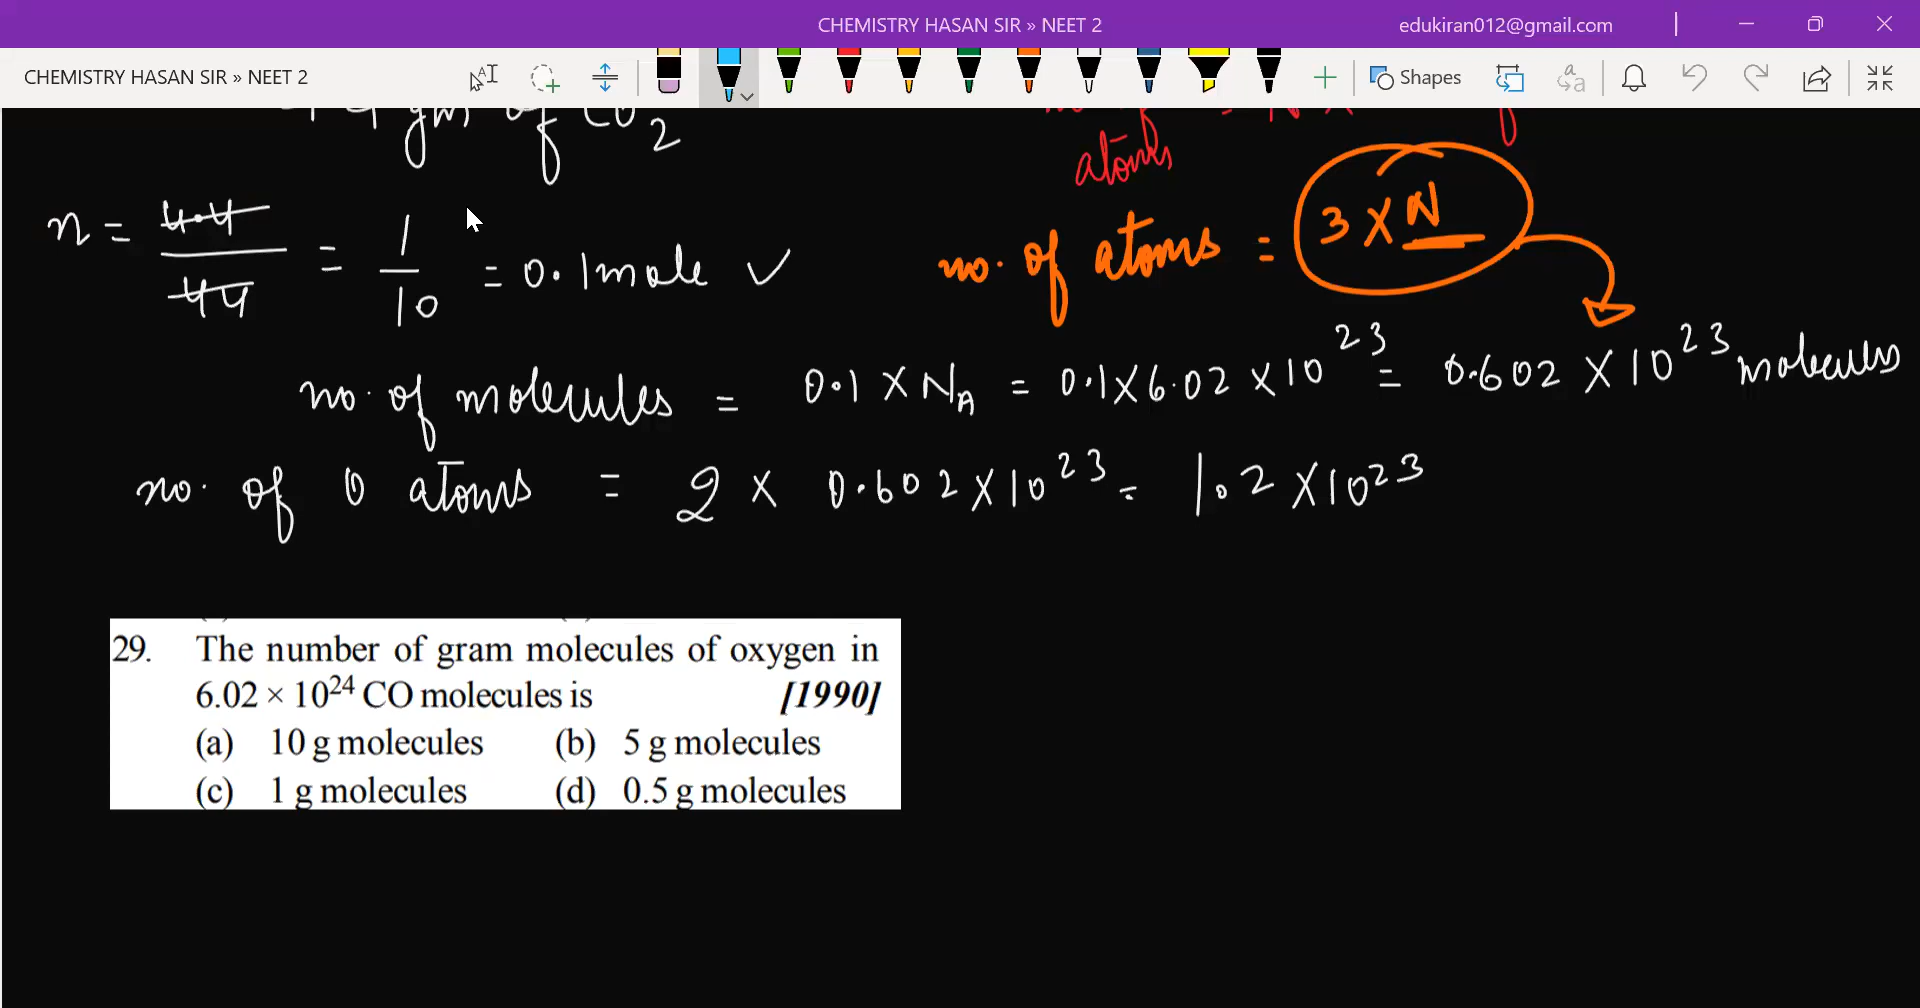 CHEMISTRY HASAN SIR » NEET 2
edukiran012@gmail.com
CHEMISTRY HASAN SIR » NEET 2
Shapes
gm of CO2
atoms
n = 4.4 / 44 = 1 / 10 = 0.1 mole ✓
no. of atoms = 3 × N
no. of molecules = 0.1 × NA = 0.1 × 6.02 × 10^23 = 0.602 × 10^23 molecules
no. of O atoms = 2 × 0.602 × 10^23 = 1.2 × 10^23
29. The number of gram molecules of oxygen in
6.02 × 10^24 CO molecules is [1990]
(a) 10 g molecules (b) 5 g molecules
(c) 1 g molecules (d) 0.5 g molecules